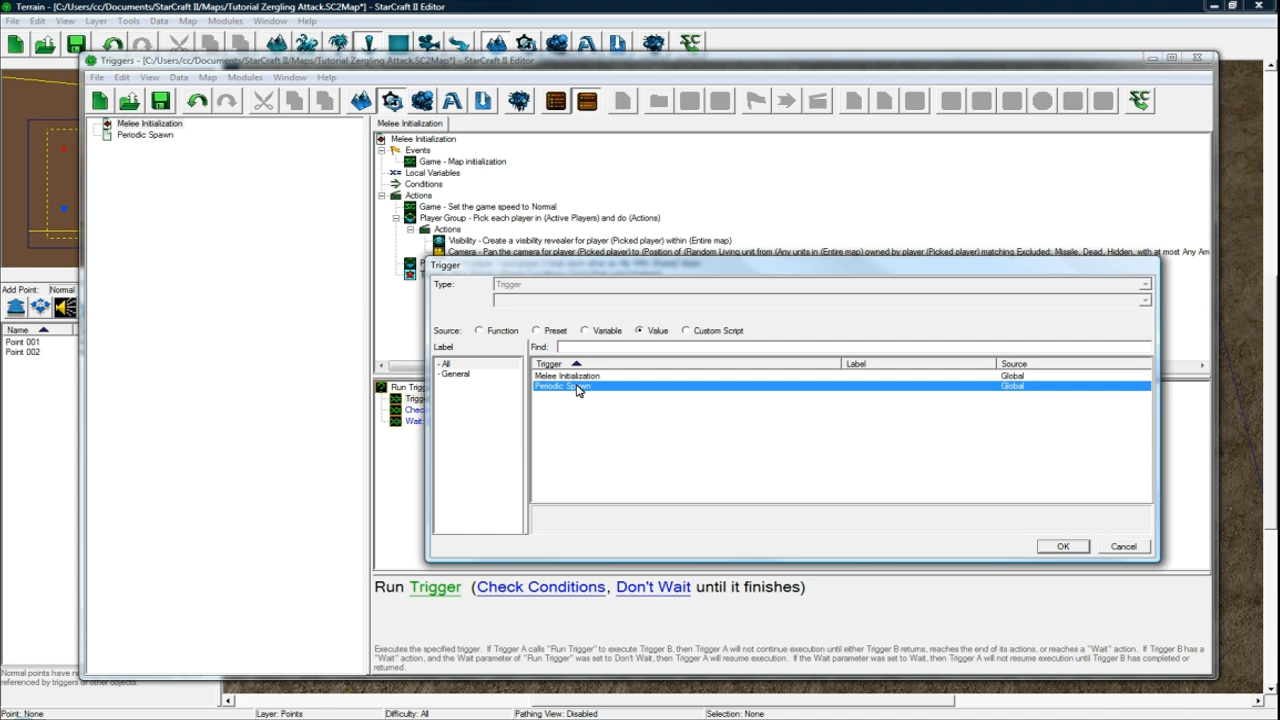 Terrain - [C:/Users/cc/Documents/StarCraft II/Maps/Tutorial Zergling Attack.SC2Map*] - StarCraft II Editor
File Edit View Layer Tools Data Map Modules Window Help
Triggers - [C:/Users/cc/Documents/StarCraft II/Maps/Tutorial Zergling Attack.SC2Map*] - StarCraft II Editor
File Edit View Data Map Modules Window Help
Melee Initialization
Periodic Spawn
Melee Initialization
Melee Initialization
Events
Game - Map initialization
Local Variables
Conditions
Actions
Game - Set the game speed to Normal
Player Group - Pick each player in (Active Players) and do (Actions)
Actions
Visibility - Create a visibility revealer for player (Picked player) within (Entire map)
Camera - Pan the camera for player (Picked player) to (Position of (Random Living unit from (Any units in (Entire map) owned by player (Picked player) matching Excluded: Missile, Dead, Hidden, with at most Any Am
Add Point: Normal
Name
Point 001
Point 002
Trigger
Type: Trigger
Source: Function Preset Variable Value Custom Script
Label
- All
- General
Find:
Trigger Label Source
Melee Initialization Global
Periodic Spawn Global
OK Cancel
Run Trigg
Trigge
Check
Wait:
Run Trigger (Check Conditions, Don't Wait until it finishes)
Executes the specified trigger. If Trigger A calls "Run Trigger" to execute Trigger B, then Trigger A will not continue execution until either Trigger B returns, reaches the end of its actions, or reaches a "Wait" action. If Trigger B has a
"Wait" action, and the Wait parameter of "Run Trigger" was set to Don't Wait, then Trigger A will resume execution. If the Wait parameter was set to Wait, then Trigger A will not resume execution until Trigger B has completed or
returned.
Normal points have no
referenced by triggers or other objects.
Point: None Layer: Points Difficulty: All Pathing View: Disabled Selection: None